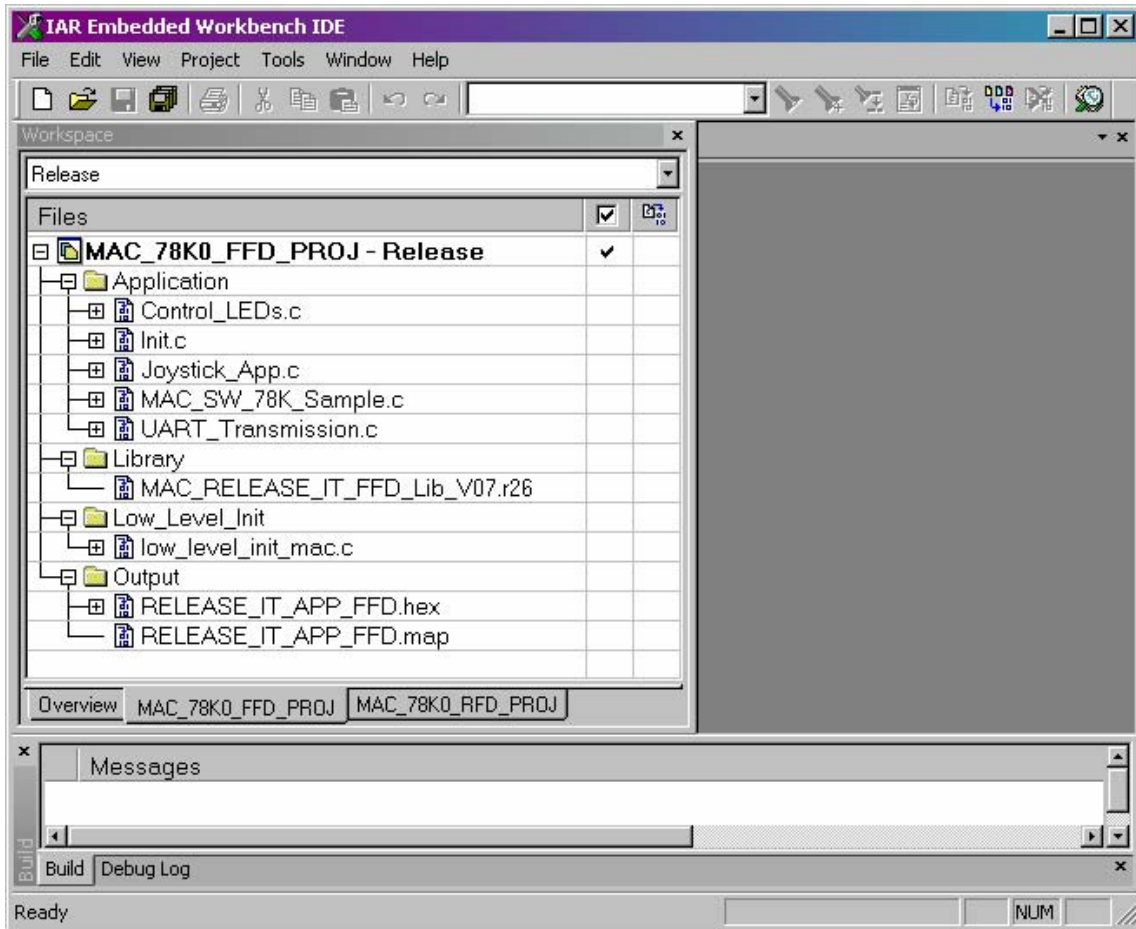 IAR Embedded Workbench IDE
File Edit View Project Tools Window Help
Workspace
Release
Files
MAC_78K0_FFD_PROJ - Release
Application
Control_LEDs.c
Init.c
Joystick_App.c
MAC_SW_78K_Sample.c
UART_Transmission.c
Library
MAC_RELEASE_IT_FFD_Lib_V07.r26
Low_Level_Init
low_level_init_mac.c
Output
RELEASE_IT_APP_FFD.hex
RELEASE_IT_APP_FFD.map
Overview MAC_78K0_FFD_PROJ MAC_78K0_RFD_PROJ
Messages
Build
Build Debug Log
Ready NUM